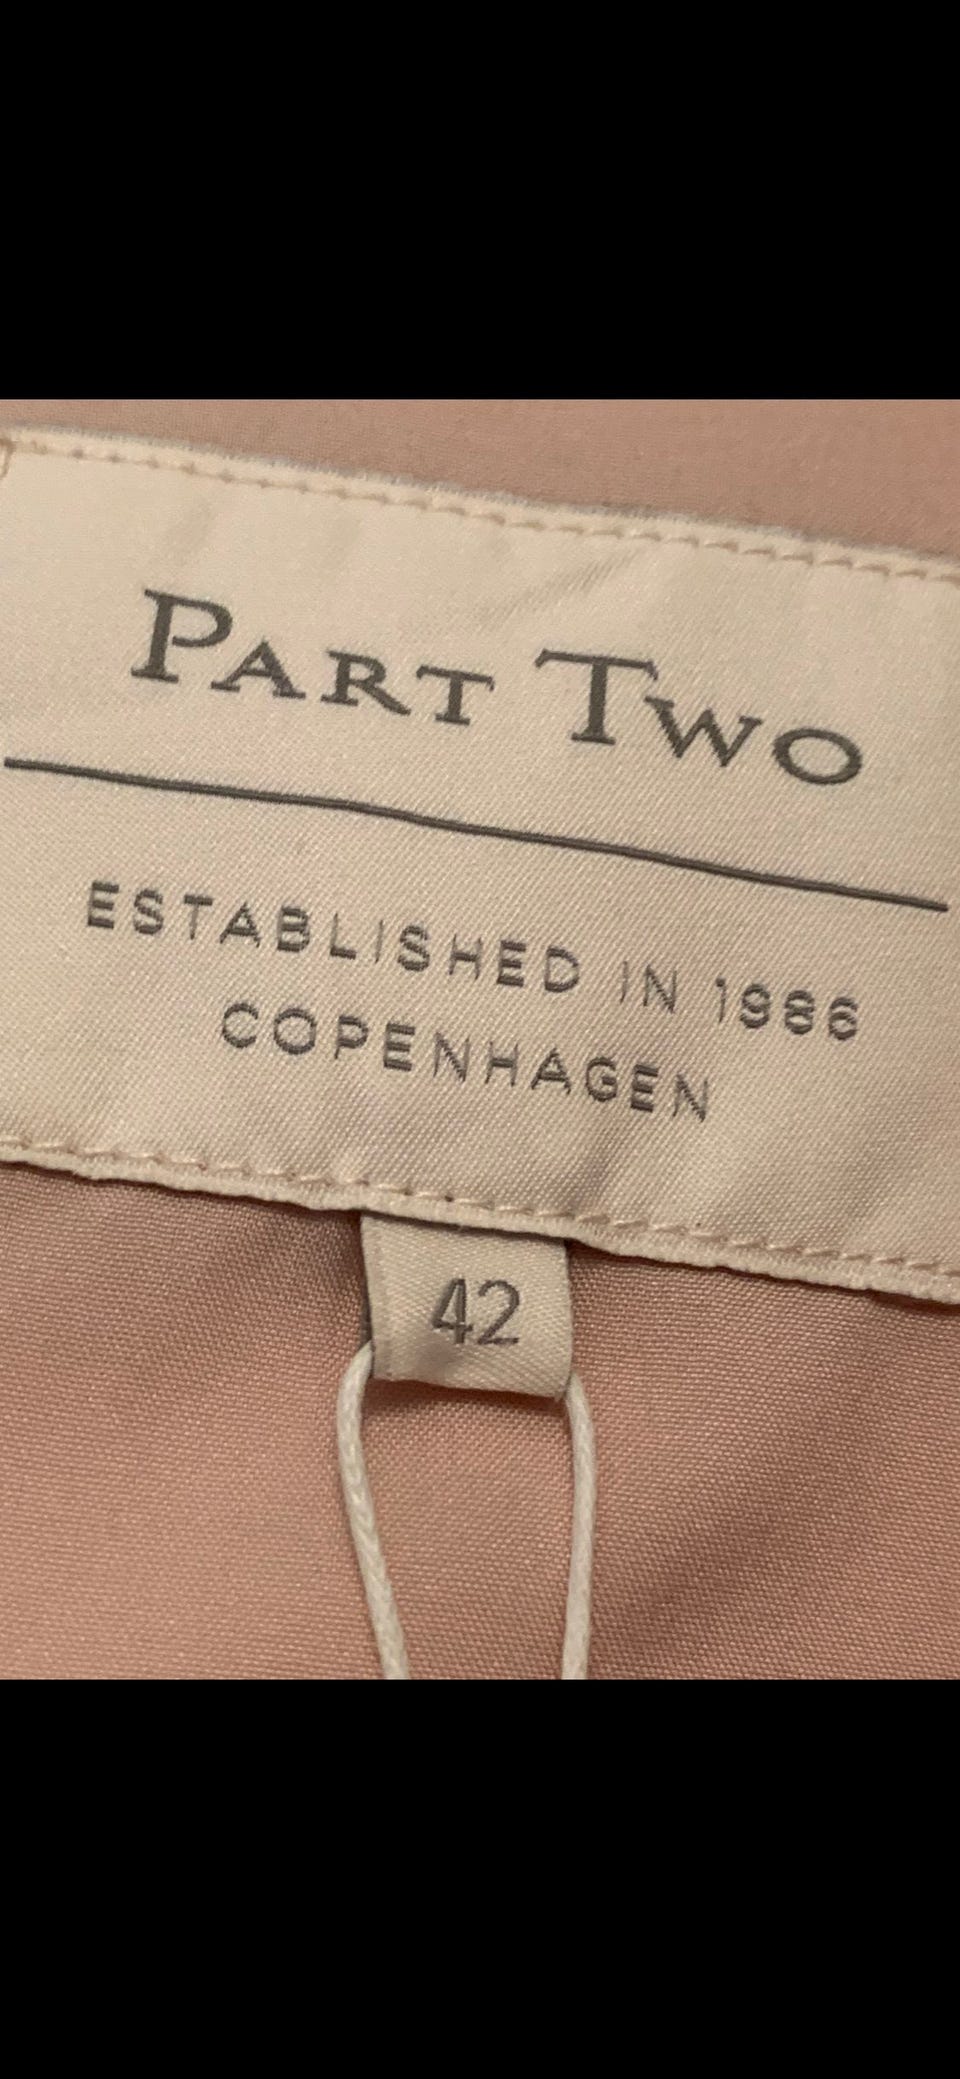 PART TWO
ESTABLISHED IN 1986
COPENHAGEN
42